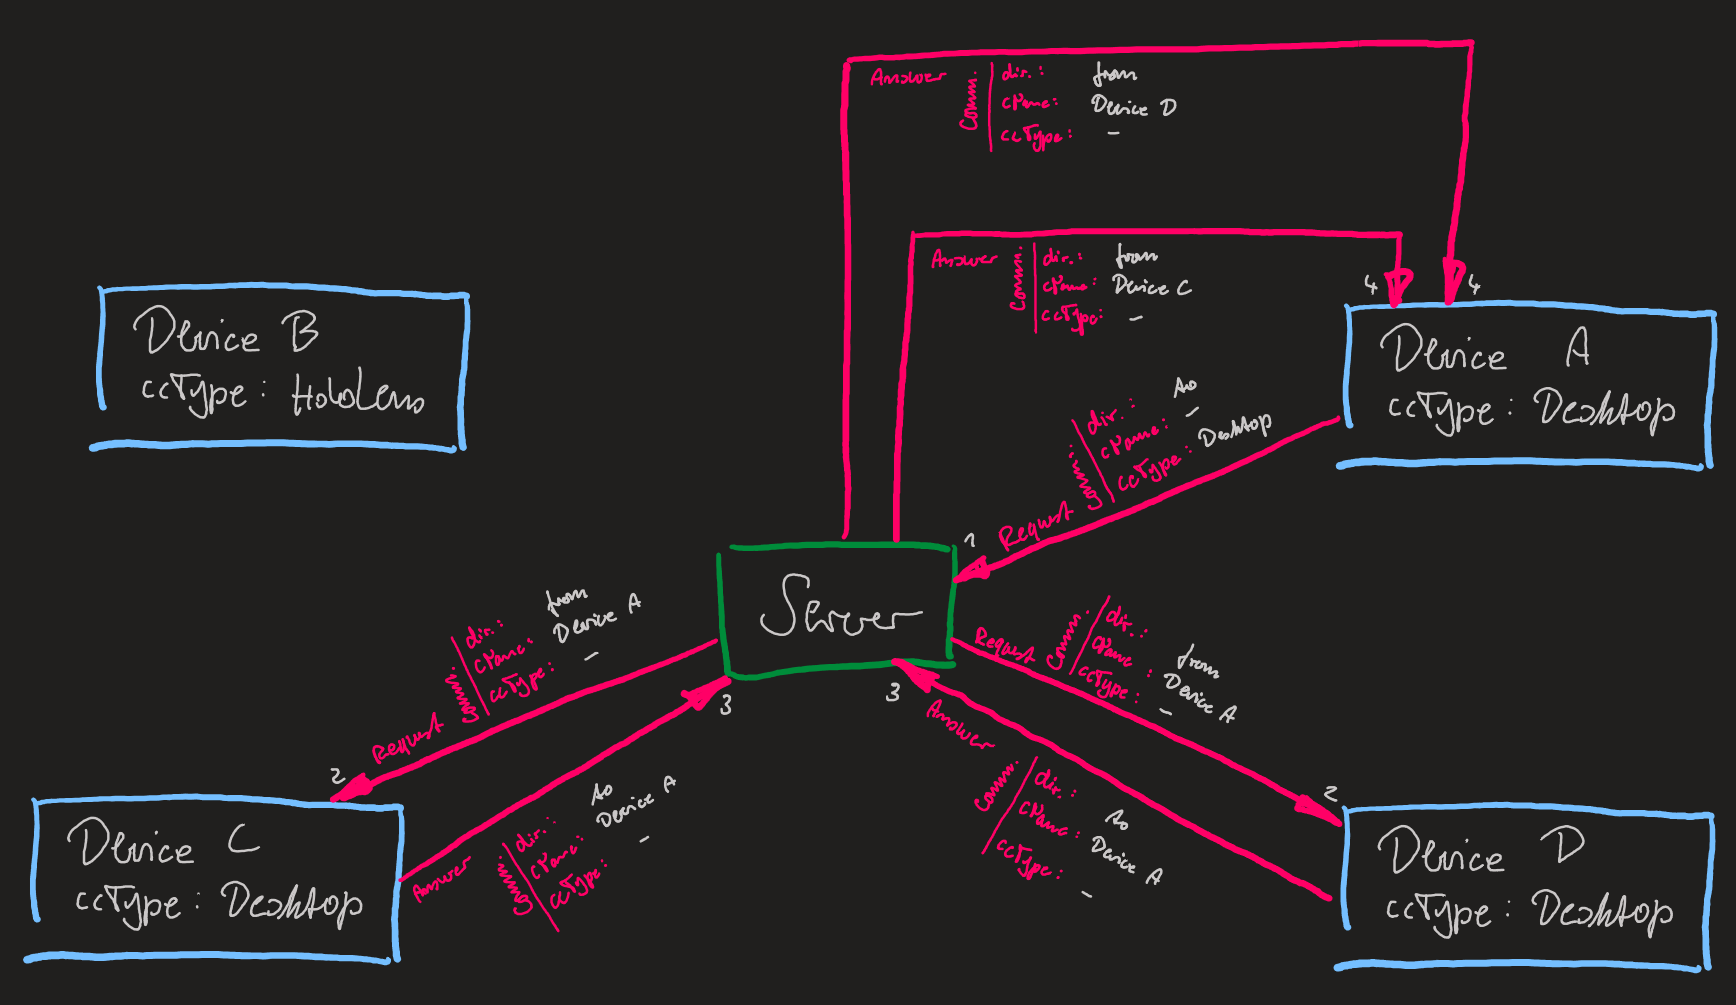 Answer
Comm.
dir.: from
cName: Device D
ccType: –
Answer
Comm.
dir.: from
cName: Device C
ccType: –
4
4
Device B
ccType: HoloLens
Device A
ccType: Desktop
Request
Comm.
dir.: to
cName: –
ccType: Desktop
1
Server
Request
Comm.
dir.: from
cName: Device A
ccType: –
2
Request
Comm.
dir.: from
cName: Device A
ccType: –
2
3
3
Answer
Comm.
dir.: to
cName: Device A
ccType: –
Answer
Comm.
dir.: to
cName: Device A
ccType: –
Device C
ccType: Desktop
Device D
ccType: Desktop